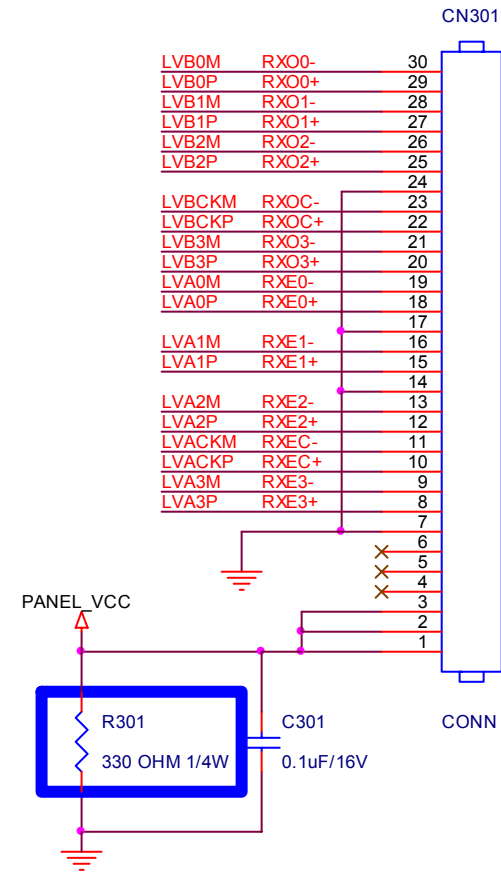 CN301
LVB0M RXO0- 30
LVB0P RXO0+ 29
LVB1M RXO1- 28
LVB1P RXO1+ 27
LVB2M RXO2- 26
LVB2P RXO2+ 25
24
LVBCKM RXOC- 23
LVBCKP RXOC+ 22
LVB3M RXO3- 21
LVB3P RXO3+ 20
LVA0M RXE0- 19
LVA0P RXE0+ 18
17
LVA1M RXE1- 16
LVA1P RXE1+ 15
14
LVA2M RXE2- 13
LVA2P RXE2+ 12
LVACKM RXEC- 11
LVACKP RXEC+ 10
LVA3M RXE3- 9
LVA3P RXE3+ 8
7
6
5
4
PANEL_VCC 3
2
1
R301 C301 CONN
330 OHM 1/4W 0.1uF/16V